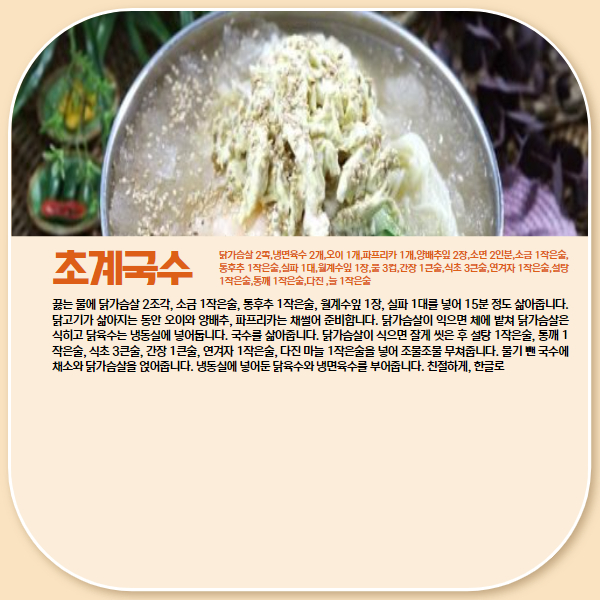 초계국수
닭가슴살 2쪽,냉면육수 2개,오이 1개,파프리카 1개,양배추잎 2장,소면 2인분,소금 1작은술,
통후추 1작은술,실파 1대,월계수잎 1장,물 3컵,간장 1큰술,식초 3큰술,연겨자 1작은술,설탕
1작은술,통깨 1작은술,다진 ,늘 1작은술
끓는 물에 닭가슴살 2조각, 소금 1작은술, 통후추 1작은술, 월계수잎 1장, 실파 1대를 넣어 15분 정도 삶아줍니다.
닭고기가 삶아지는 동안 오이와 양배추, 파프리카는 채썰어 준비합니다. 닭가슴살이 익으면 체에 밭쳐 닭가슴살은
식히고 닭육수는 냉동실에 넣어둡니다. 국수를 삶아줍니다. 닭가슴살이 식으면 잘게 찟은 후 설탕 1작은술, 통깨 1
작은술, 식초 3큰술, 간장 1큰술, 연겨자 1작은술, 다진 마늘 1작은술을 넣어 조물조물 무쳐줍니다. 물기 뺀 국수에
채소와 닭가슴살을 얹어줍니다. 냉동실에 넣어둔 닭육수와 냉면육수를 부어줍니다. 친절하게, 한글로